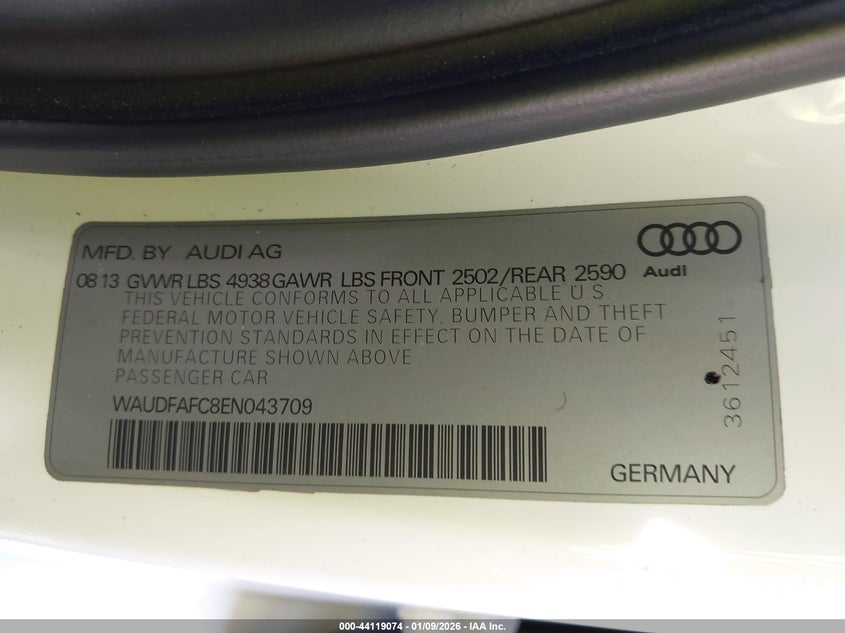 MFD. BY AUDI AG
Audi
08 13 GVWR LBS 4938 GAWR LBS FRONT 2502/REAR 2590
THIS VEHICLE CONFORMS TO ALL APPLICABLE U.S.
FEDERAL MOTOR VEHICLE SAFETY, BUMPER AND THEFT
PREVENTION STANDARDS IN EFFECT ON THE DATE OF
MANUFACTURE SHOWN ABOVE
PASSENGER CAR
WAUDFAFC8EN043709
3612451
GERMANY
000-44119074 | 01/09/2026 | IAA Inc.